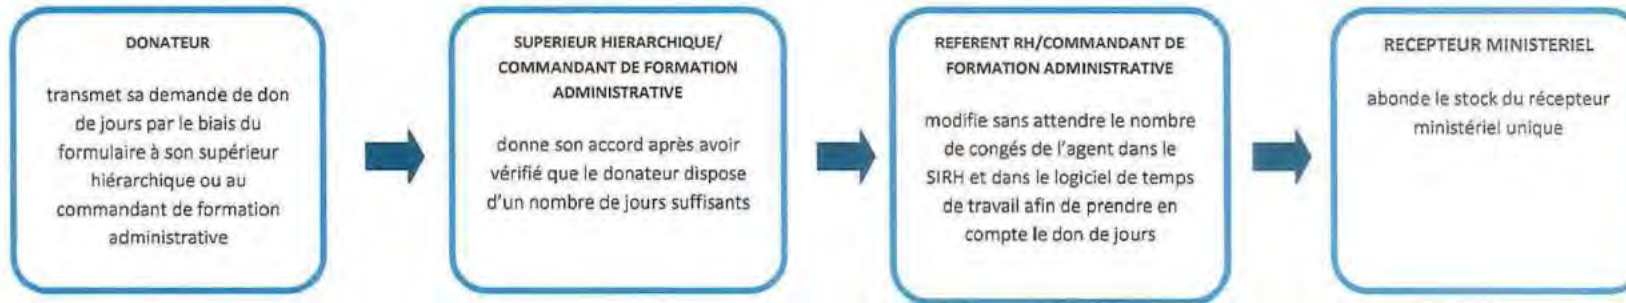 DONATEUR
transmet sa demande de don
de jours par le biais du
formulaire à son supérieur
hiérarchique ou au
commandant de formation
administrative
SUPERIEUR HIERARCHIQUE/
COMMANDANT DE FORMATION
ADMINISTRATIVE
donne son accord après avoir
vérifié que le donateur dispose
d'un nombre de jours suffisants
REFERENT RH/COMMANDANT DE
FORMATION ADMINISTRATIVE
modifie sans attendre le nombre
de congés de l'agent dans le
SIRH et dans le logiciel de temps
de travail afin de prendre en
compte le don de jours
RECEPTEUR MINISTERIEL
abonde le stock du récepteur
ministériel unique